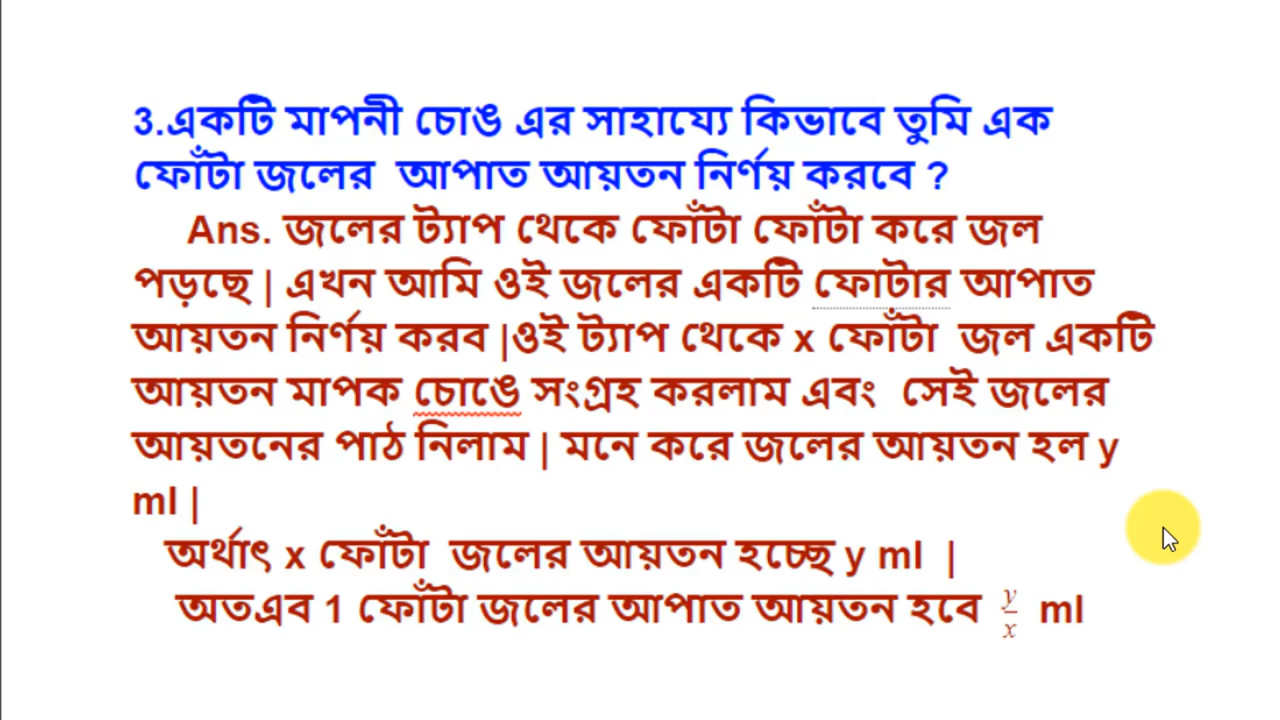 3.একটি মাপনী চোঙ এর সাহায্যে কিভাবে তুমি এক
ফোঁটা জলের আপাত আয়তন নির্ণয় করবে ?
Ans. জলের ট্যাপ থেকে ফোঁটা ফোঁটা করে জল
পড়ছে | এখন আমি ওই জলের একটি ফোটার আপাত
আয়তন নির্ণয় করব |ওই ট্যাপ থেকে x ফোঁটা জল একটি
আয়তন মাপক চোঙে সংগ্রহ করলাম এবং সেই জলের
আয়তনের পাঠ নিলাম | মনে করে জলের আয়তন হল y
ml |
অর্থাৎ x ফোঁটা জলের আয়তন হচ্ছে y ml |
অতএব 1 ফোঁটা জলের আপাত আয়তন হবে y/x ml